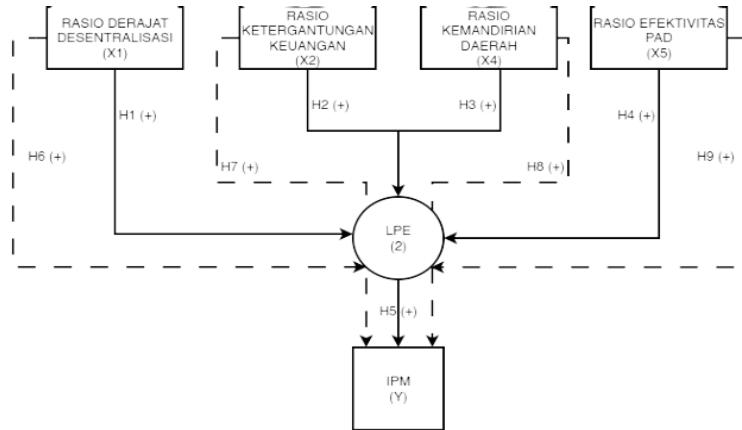 RASIO DERAJAT
DESENTRALISASI
(X1)
RASIO
KETERGANTUNGAN
KEUANGAN
(X2)
RASIO
KEMANDIRIAN
DAERAH
(X4)
RASIO EFEKTIVITAS
PAD
(X5)
H1 (+)
H2 (+)
H3 (+)
H4 (+)
H6 (+)
H7 (+)
H8 (+)
H9 (+)
LPE
(2)
H5 (+)
IPM
(Y)